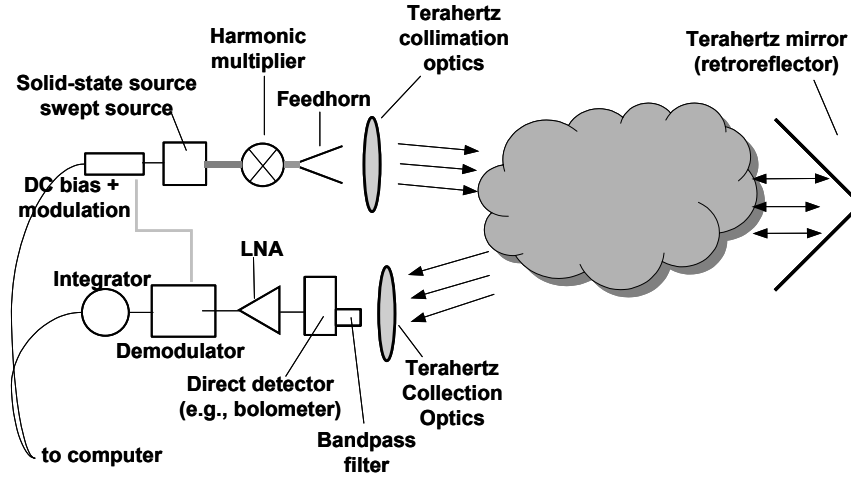 Harmonic
multiplier
Terahertz
collimation
optics
Terahertz mirror
(retroreflector)
Solid-state source
swept source
Feedhorn
DC bias +
modulation
LNA
Integrator
Demodulator
Direct detector
(e.g., bolometer)
Terahertz
Collection
Optics
Bandpass
filter
to computer